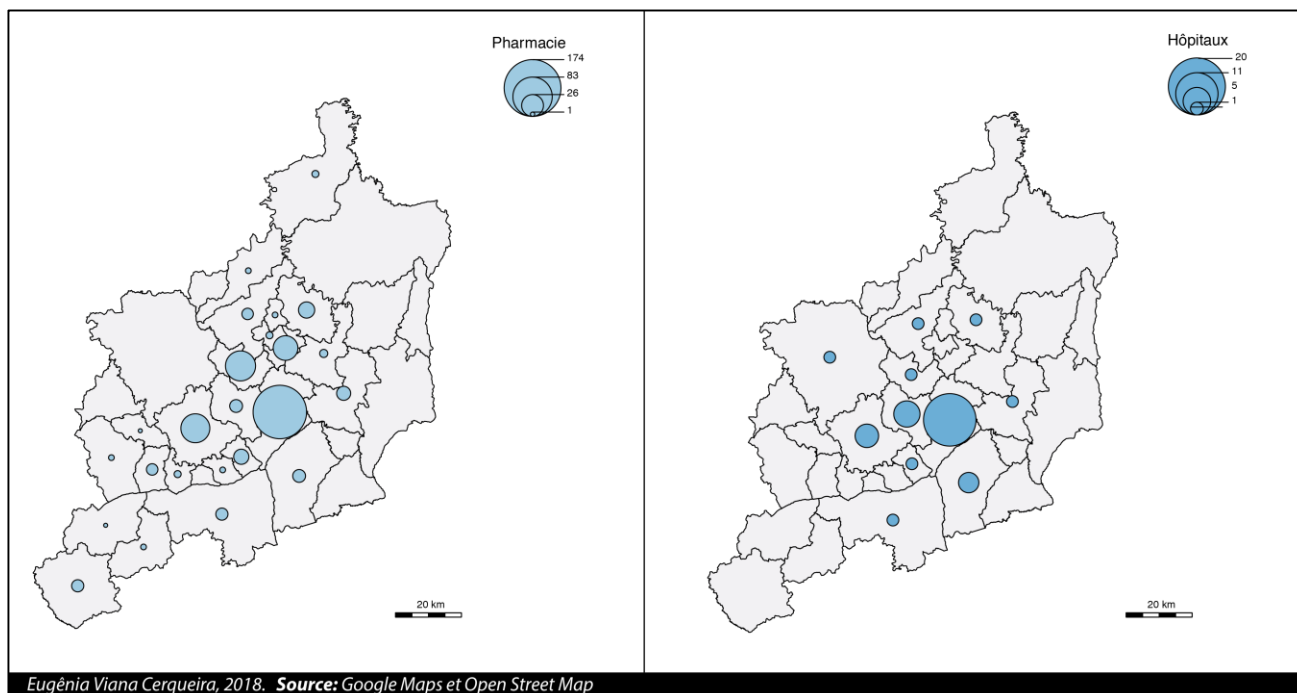 Pharmacie
174
83
26
1
20 km
Hôpitaux
20
11
5
1
20 km
Eugênia Viana Cerqueira, 2018. Source: Google Maps et Open Street Map